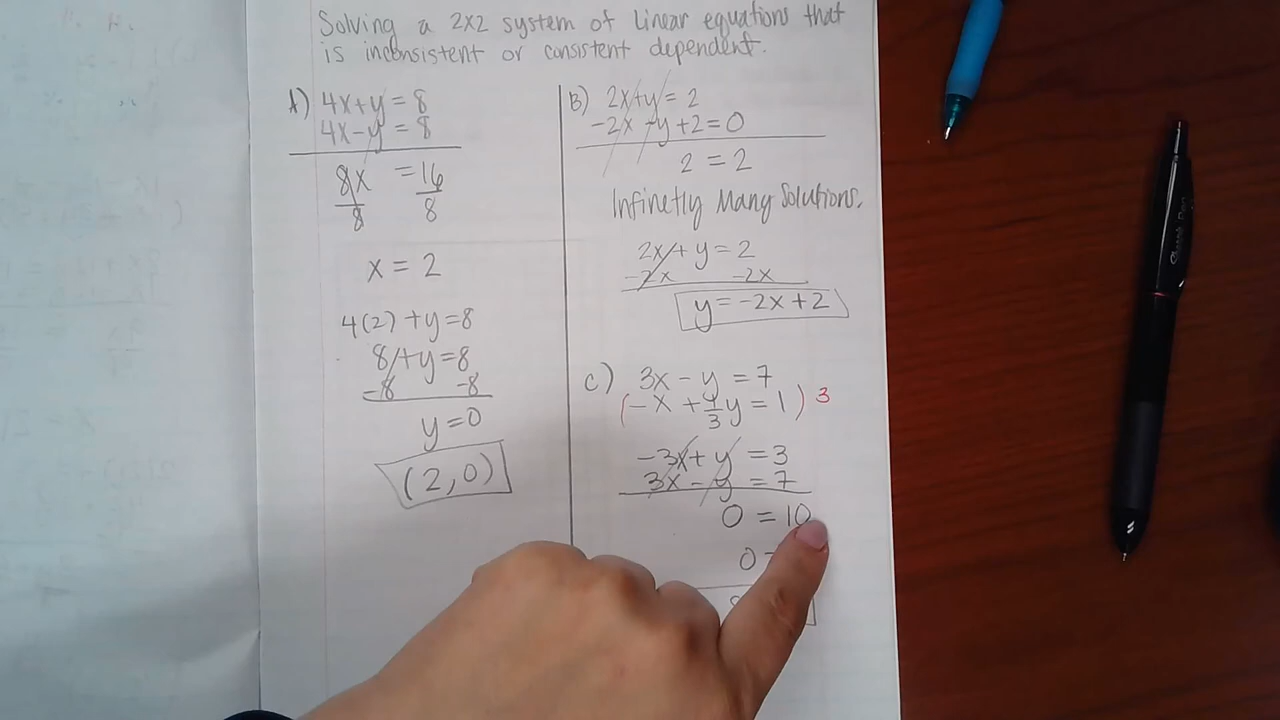 Solving a 2x2 system of linear equations that
is inconsistent or consistent dependent.
A) 4x+y=8
4x-y=8
8x =16
8 8
x = 2
4(2) +y=8
8+y=8
-8 -8
y=0
(2,0)
B) 2x+y=2
-2x -y+2=0
2 = 2
Infinetly Many Solutions.
2x+y=2
-2x -2x
y=-2x+2
C) 3x-y=7
(-x+1/3y=1) 3
-3x+y=3
3x-y=7
0=10
0